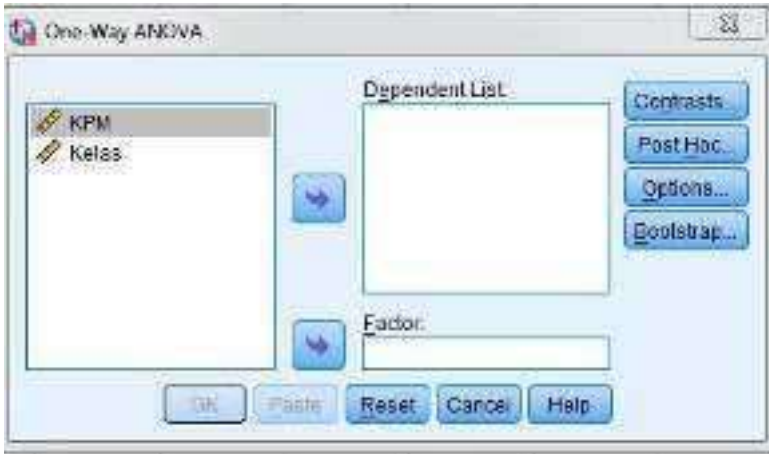 One-Way ANOVA
KPM
Kelas
Dependent List:
Factor:
Contrasts...
Post Hoc...
Options...
Bootstrap...
OK
Paste
Reset
Cancel
Help